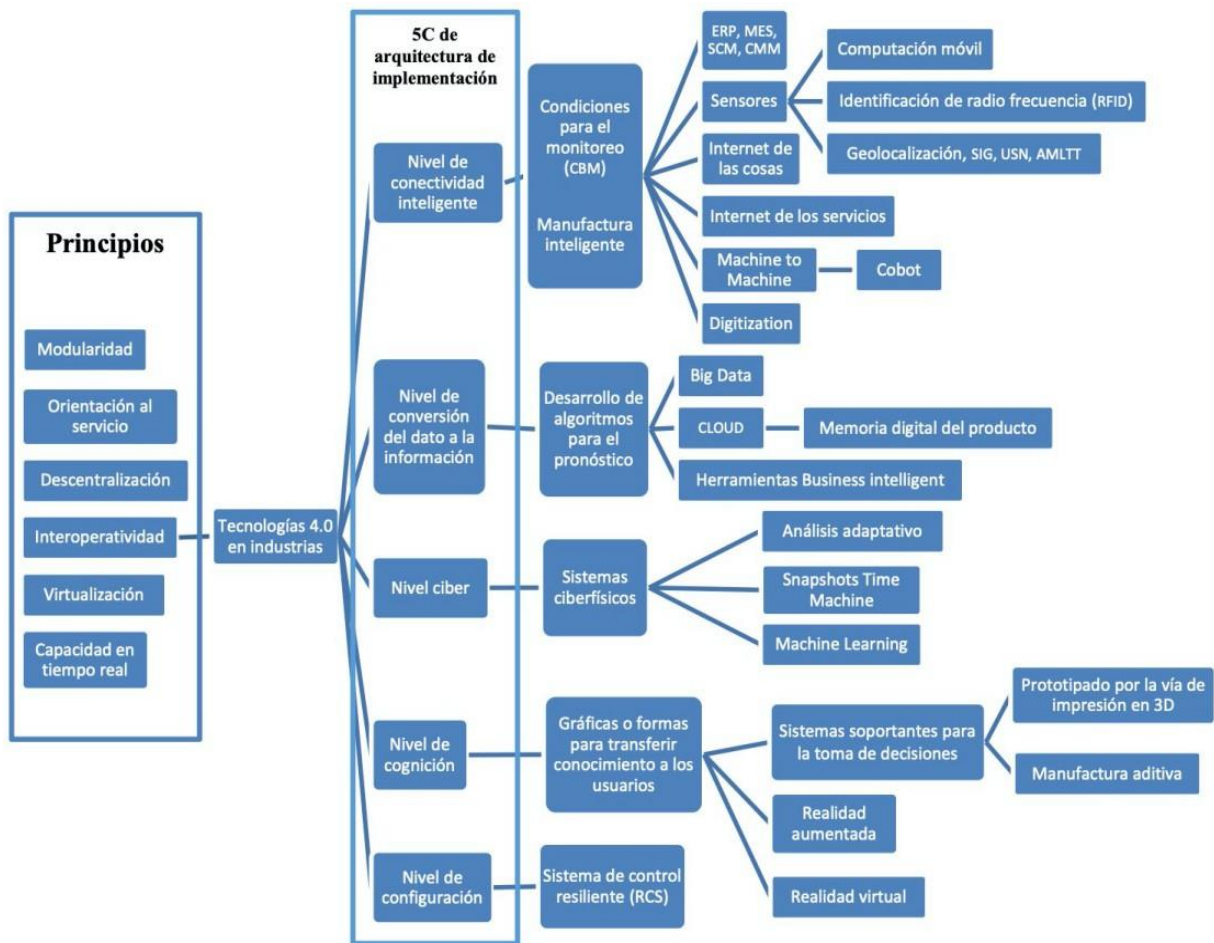 Principios
Modularidad
Orientación al
servicio
Descentralización
Interoperatividad
Virtualización
Capacidad en
tiempo real
Tecnologías 4.0
en industrias
5C de
arquitectura de
implementación
Nivel de
conectividad
inteligente
Condiciones
para el
monitoreo
(CBM)
Manufactura
inteligente
ERP, MES,
SCM, CMM
Sensores
Computación móvil
Identificación de radio frecuencia (RFID)
Geolocalización, SIG, USN, AMLTT
Internet de
las cosas
Internet de los servicios
Machine to
Machine
Cobot
Digitization
Nivel de
conversión
del dato a la
información
Desarrollo de
algoritmos
para el
pronóstico
Big Data
CLOUD
Memoria digital del producto
Herramientas Business intelligent
Nivel ciber
Sistemas
ciberfísicos
Análisis adaptativo
Snapshots Time
Machine
Machine Learning
Nivel de
cognición
Gráficas o formas
para transferir
conocimiento a los
usuarios
Sistemas soportantes para
la toma de decisiones
Prototipado por la vía de
impresión en 3D
Manufactura aditiva
Realidad
aumentada
Realidad virtual
Nivel de
configuración
Sistema de control
resiliente (RCS)